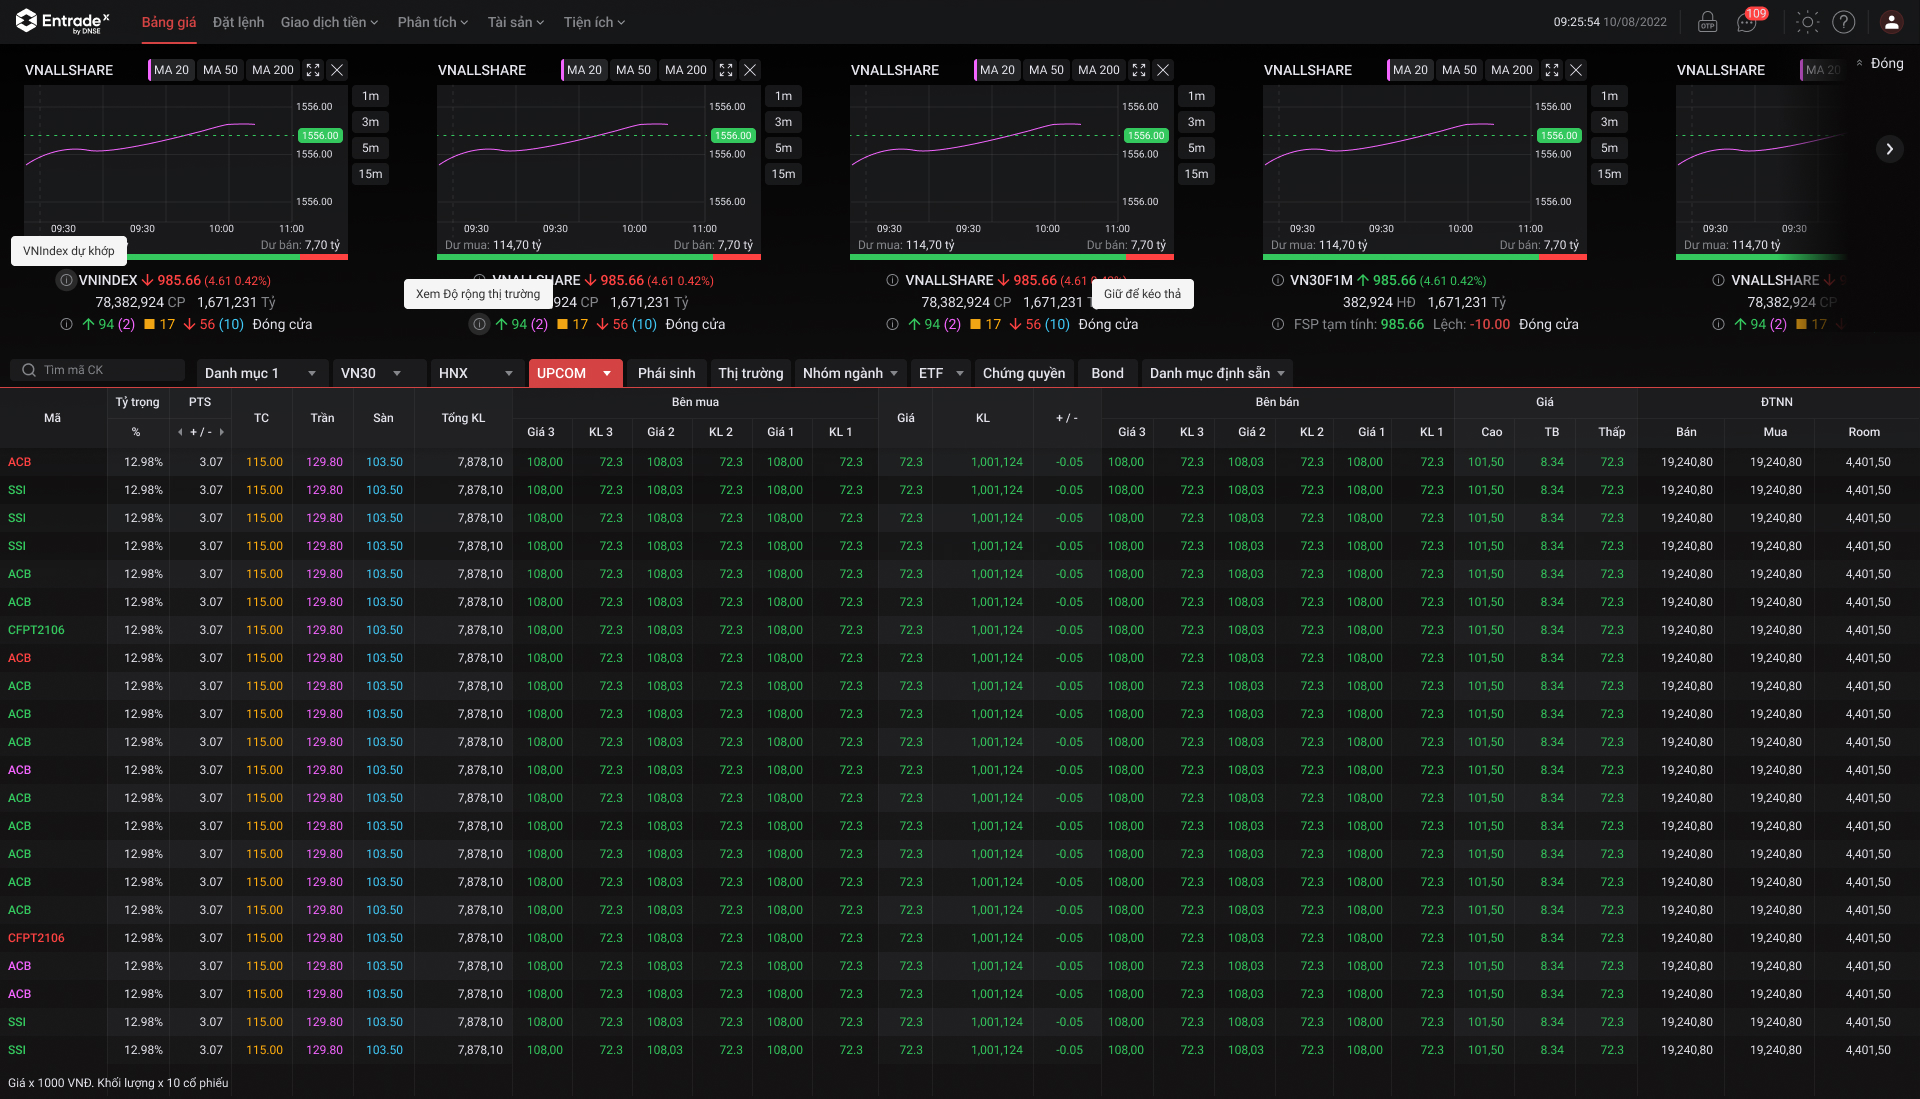 Entrade X by DNSE Bảng giá Đặt lệnh Giao dịch tiền Phân tích Tài sản Tiện ích 09:25:54 10/08/2022 OTP 109
VNALLSHARE MA 20 MA 50 MA 200 VNALLSHARE MA 20 MA 50 MA 200 VNALLSHARE MA 20 MA 50 MA 200 VNALLSHARE MA 20 MA 50 MA 200 VNALLSHARE MA 20 Đóng
1556.00 1m 1556.00 1m 1556.00 1m 1556.00 1m
3m 3m 3m 3m
1556.00 1556.00 1556.00 1556.00
1556.00 5m 1556.00 5m 1556.00 5m 1556.00 5m
15m 15m 15m 15m
1556.00 1556.00 1556.00 1556.00
09:30 09:30 10:00 11:00 09:30 09:30 10:00 11:00 09:30 09:30 10:00 11:00 09:30 09:30 10:00 11:00 09:30 09:30
VNIndex dự khớp Dư bán: 7,70 tỷ Dư mua: 114,70 tỷ Dư bán: 7,70 tỷ Dư mua: 114,70 tỷ Dư bán: 7,70 tỷ Dư mua: 114,70 tỷ Dư bán: 7,70 tỷ Dư mua: 114,70 tỷ
VNINDEX 985.66 (4.61 0.42%) VNALLSHARE 985.66 (4.61 0.42%) VNALLSHARE 985.66 (4.61 0.42%) VN30F1M 985.66 (4.61 0.42%) VNALLSHARE
Xem Độ rộng thị trường Giữ để kéo thả
78,382,924 CP 1,671,231 Tỷ 924 CP 1,671,231 Tỷ 78,382,924 CP 1,671,231 382,924 HĐ 1,671,231 Tỷ 78,382,924 CP
94 (2) 17 56 (10) Đóng cửa 94 (2) 17 56 (10) Đóng cửa 94 (2) 17 56 (10) Đóng cửa FSP tạm tính: 985.66 Lệch: -10.00 Đóng cửa 94 (2) 17
Tìm mã CK Danh mục 1 VN30 HNX UPCOM Phái sinh Thị trường Nhóm ngành ETF Chứng quyền Bond Danh mục định sẵn
Mã Tỷ trọng PTS TC Trần Sàn Tổng KL Bên mua Giá KL + / - Bên bán Giá ĐTNN
% + / - Giá 3 KL 3 Giá 2 KL 2 Giá 1 KL 1 Giá 3 KL 3 Giá 2 KL 2 Giá 1 KL 1 Cao TB Thấp Bán Mua Room
ACB 12.98% 3.07 115.00 129.80 103.50 7,878,10 108,00 72.3 108,03 72.3 108,00 72.3 72.3 1,001,124 -0.05 108,00 72.3 108,03 72.3 108,00 72.3 101,50 8.34 72.3 19,240,80 19,240,80 4,401,50
SSI 12.98% 3.07 115.00 129.80 103.50 7,878,10 108,00 72.3 108,03 72.3 108,00 72.3 72.3 1,001,124 -0.05 108,00 72.3 108,03 72.3 108,00 72.3 101,50 8.34 72.3 19,240,80 19,240,80 4,401,50
SSI 12.98% 3.07 115.00 129.80 103.50 7,878,10 108,00 72.3 108,03 72.3 108,00 72.3 72.3 1,001,124 -0.05 108,00 72.3 108,03 72.3 108,00 72.3 101,50 8.34 72.3 19,240,80 19,240,80 4,401,50
SSI 12.98% 3.07 115.00 129.80 103.50 7,878,10 108,00 72.3 108,03 72.3 108,00 72.3 72.3 1,001,124 -0.05 108,00 72.3 108,03 72.3 108,00 72.3 101,50 8.34 72.3 19,240,80 19,240,80 4,401,50
ACB 12.98% 3.07 115.00 129.80 103.50 7,878,10 108,00 72.3 108,03 72.3 108,00 72.3 72.3 1,001,124 -0.05 108,00 72.3 108,03 72.3 108,00 72.3 101,50 8.34 72.3 19,240,80 19,240,80 4,401,50
ACB 12.98% 3.07 115.00 129.80 103.50 7,878,10 108,00 72.3 108,03 72.3 108,00 72.3 72.3 1,001,124 -0.05 108,00 72.3 108,03 72.3 108,00 72.3 101,50 8.34 72.3 19,240,80 19,240,80 4,401,50
CFPT2106 12.98% 3.07 115.00 129.80 103.50 7,878,10 108,00 72.3 108,03 72.3 108,00 72.3 72.3 1,001,124 -0.05 108,00 72.3 108,03 72.3 108,00 72.3 101,50 8.34 72.3 19,240,80 19,240,80 4,401,50
ACB 12.98% 3.07 115.00 129.80 103.50 7,878,10 108,00 72.3 108,03 72.3 108,00 72.3 72.3 1,001,124 -0.05 108,00 72.3 108,03 72.3 108,00 72.3 101,50 8.34 72.3 19,240,80 19,240,80 4,401,50
ACB 12.98% 3.07 115.00 129.80 103.50 7,878,10 108,00 72.3 108,03 72.3 108,00 72.3 72.3 1,001,124 -0.05 108,00 72.3 108,03 72.3 108,00 72.3 101,50 8.34 72.3 19,240,80 19,240,80 4,401,50
ACB 12.98% 3.07 115.00 129.80 103.50 7,878,10 108,00 72.3 108,03 72.3 108,00 72.3 72.3 1,001,124 -0.05 108,00 72.3 108,03 72.3 108,00 72.3 101,50 8.34 72.3 19,240,80 19,240,80 4,401,50
ACB 12.98% 3.07 115.00 129.80 103.50 7,878,10 108,00 72.3 108,03 72.3 108,00 72.3 72.3 1,001,124 -0.05 108,00 72.3 108,03 72.3 108,00 72.3 101,50 8.34 72.3 19,240,80 19,240,80 4,401,50
ACB 12.98% 3.07 115.00 129.80 103.50 7,878,10 108,00 72.3 108,03 72.3 108,00 72.3 72.3 1,001,124 -0.05 108,00 72.3 108,03 72.3 108,00 72.3 101,50 8.34 72.3 19,240,80 19,240,80 4,401,50
ACB 12.98% 3.07 115.00 129.80 103.50 7,878,10 108,00 72.3 108,03 72.3 108,00 72.3 72.3 1,001,124 -0.05 108,00 72.3 108,03 72.3 108,00 72.3 101,50 8.34 72.3 19,240,80 19,240,80 4,401,50
ACB 12.98% 3.07 115.00 129.80 103.50 7,878,10 108,00 72.3 108,03 72.3 108,00 72.3 72.3 1,001,124 -0.05 108,00 72.3 108,03 72.3 108,00 72.3 101,50 8.34 72.3 19,240,80 19,240,80 4,401,50
ACB 12.98% 3.07 115.00 129.80 103.50 7,878,10 108,00 72.3 108,03 72.3 108,00 72.3 72.3 1,001,124 -0.05 108,00 72.3 108,03 72.3 108,00 72.3 101,50 8.34 72.3 19,240,80 19,240,80 4,401,50
ACB 12.98% 3.07 115.00 129.80 103.50 7,878,10 108,00 72.3 108,03 72.3 108,00 72.3 72.3 1,001,124 -0.05 108,00 72.3 108,03 72.3 108,00 72.3 101,50 8.34 72.3 19,240,80 19,240,80 4,401,50
ACB 12.98% 3.07 115.00 129.80 103.50 7,878,10 108,00 72.3 108,03 72.3 108,00 72.3 72.3 1,001,124 -0.05 108,00 72.3 108,03 72.3 108,00 72.3 101,50 8.34 72.3 19,240,80 19,240,80 4,401,50
CFPT2106 12.98% 3.07 115.00 129.80 103.50 7,878,10 108,00 72.3 108,03 72.3 108,00 72.3 72.3 1,001,124 -0.05 108,00 72.3 108,03 72.3 108,00 72.3 101,50 8.34 72.3 19,240,80 19,240,80 4,401,50
ACB 12.98% 3.07 115.00 129.80 103.50 7,878,10 108,00 72.3 108,03 72.3 108,00 72.3 72.3 1,001,124 -0.05 108,00 72.3 108,03 72.3 108,00 72.3 101,50 8.34 72.3 19,240,80 19,240,80 4,401,50
ACB 12.98% 3.07 115.00 129.80 103.50 7,878,10 108,00 72.3 108,03 72.3 108,00 72.3 72.3 1,001,124 -0.05 108,00 72.3 108,03 72.3 108,00 72.3 101,50 8.34 72.3 19,240,80 19,240,80 4,401,50
SSI 12.98% 3.07 115.00 129.80 103.50 7,878,10 108,00 72.3 108,03 72.3 108,00 72.3 72.3 1,001,124 -0.05 108,00 72.3 108,03 72.3 108,00 72.3 101,50 8.34 72.3 19,240,80 19,240,80 4,401,50
SSI 12.98% 3.07 115.00 129.80 103.50 7,878,10 108,00 72.3 108,03 72.3 108,00 72.3 72.3 1,001,124 -0.05 108,00 72.3 108,03 72.3 108,00 72.3 101,50 8.34 72.3 19,240,80 19,240,80 4,401,50
Giá x 1000 VNĐ. Khối lượng x 10 cổ phiếu